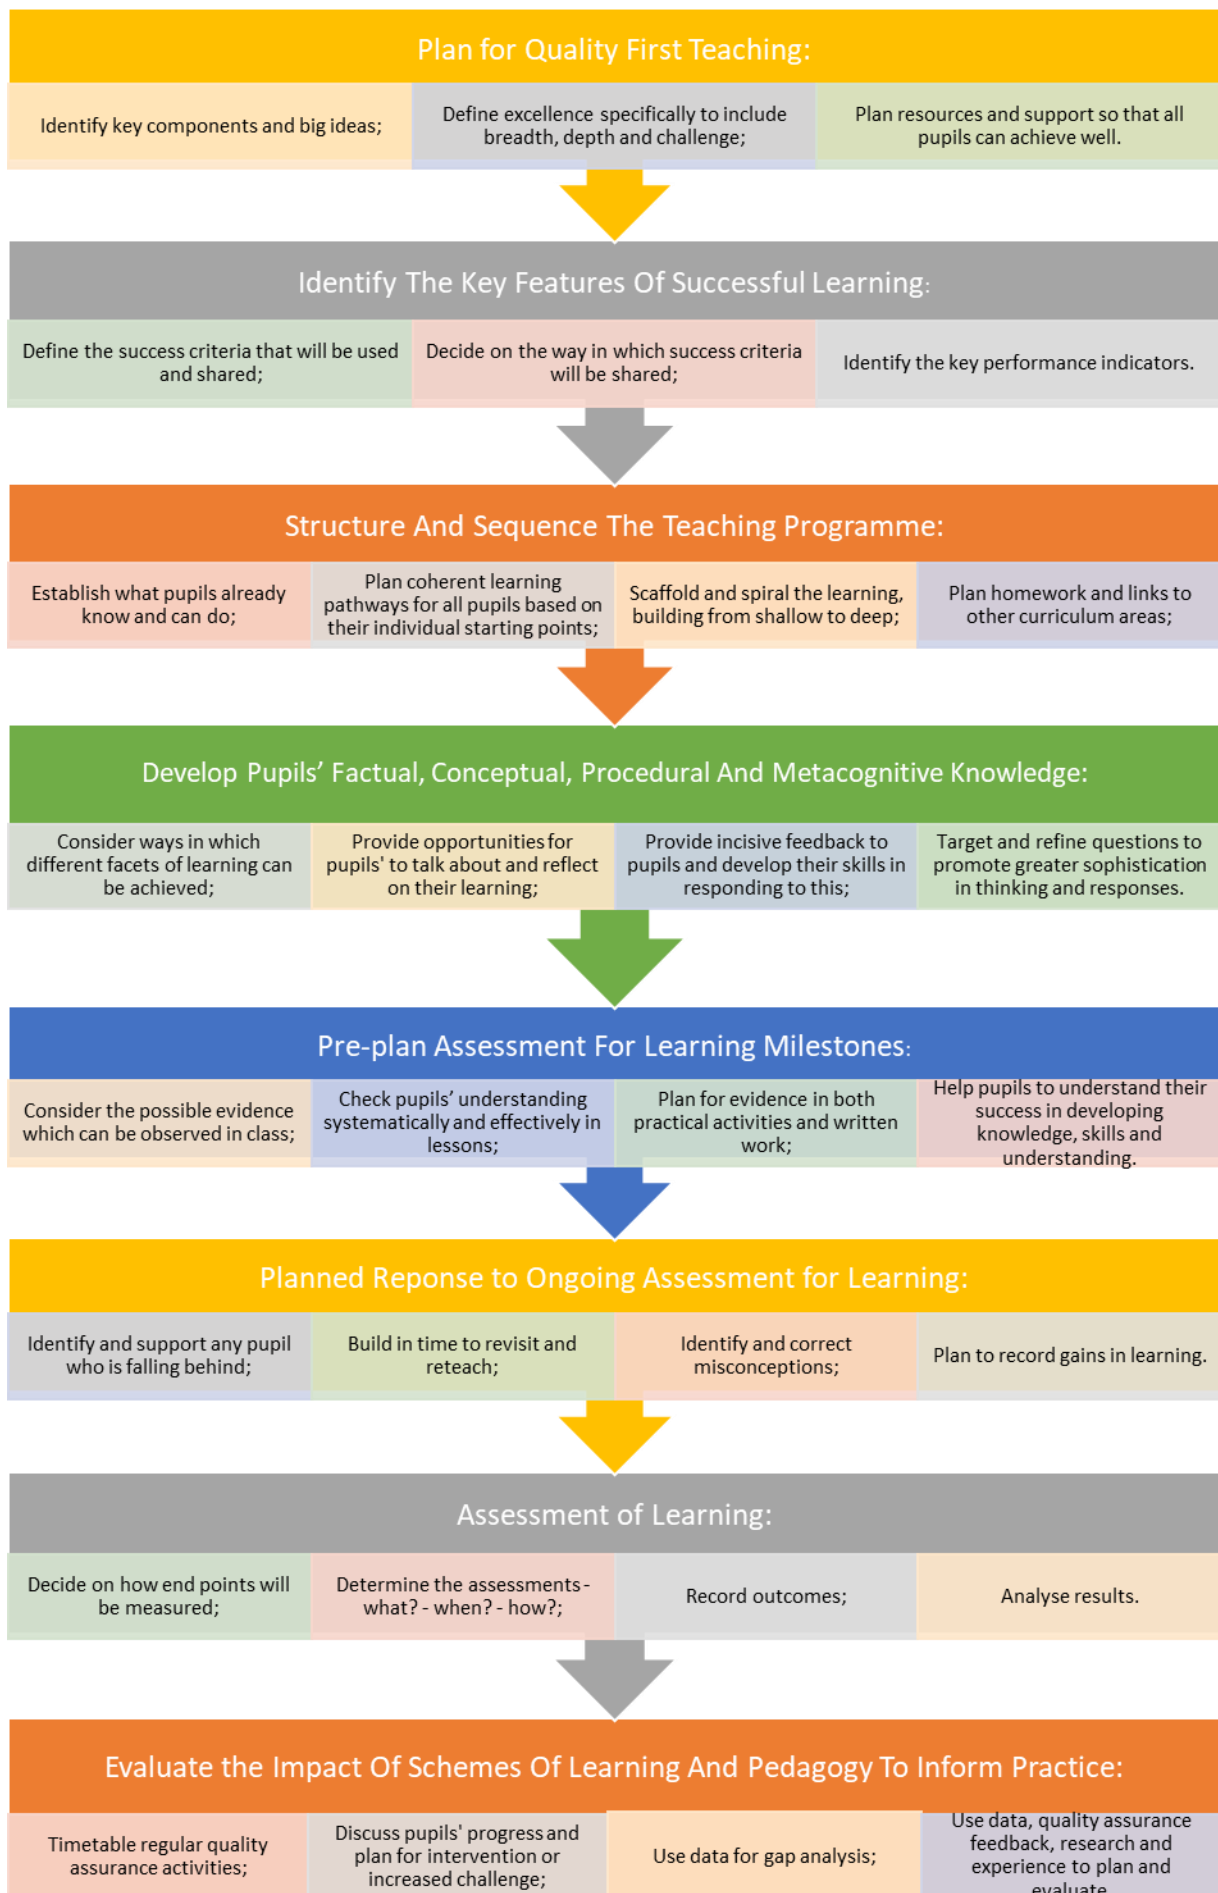 Plan for Quality First Teaching:
Identify key components and big ideas;
Define excellence specifically to include
breadth, depth and challenge;
Plan resources and support so that all
pupils can achieve well.
Identify The Key Features Of Successful Learning:
Define the success criteria that will be used
and shared;
Decide on the way in which success criteria
will be shared;
Identify the key performance indicators.
Structure And Sequence The Teaching Programme:
Establish what pupils already
know and can do;
Plan coherent learning
pathways for all pupils based on
their individual starting points;
Scaffold and spiral the learning,
building from shallow to deep;
Plan homework and links to
other curriculum areas;
Develop Pupils’ Factual, Conceptual, Procedural And Metacognitive Knowledge:
Consider ways in which
different facets of learning can
be achieved;
Provide opportunities for
pupils' to talk about and reflect
on their learning;
Provide incisive feedback to
pupils and develop their skills in
responding to this;
Target and refine questions to
promote greater sophistication
in thinking and responses.
Pre-plan Assessment For Learning Milestones:
Consider the possible evidence
which can be observed in class;
Check pupils’ understanding
systematically and effectively in
lessons;
Plan for evidence in both
practical activities and written
work;
Help pupils to understand their
success in developing
knowledge, skills and
understanding.
Planned Reponse to Ongoing Assessment for Learning:
Identify and support any pupil
who is falling behind;
Build in time to revisit and
reteach;
Identify and correct
misconceptions;
Plan to record gains in learning.
Assessment of Learning:
Decide on how end points will
be measured;
Determine the assessments -
what? - when? - how?;
Record outcomes;
Analyse results.
Evaluate the Impact Of Schemes Of Learning And Pedagogy To Inform Practice:
Timetable regular quality
assurance activities;
Discuss pupils' progress and
plan for intervention or
increased challenge;
Use data for gap analysis;
Use data, quality assurance
feedback, research and
experience to plan and
evaluate